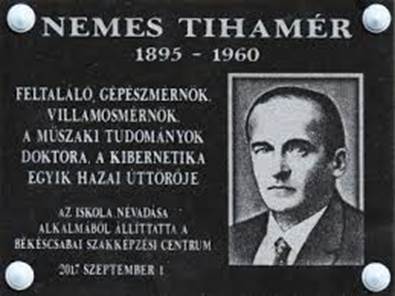 NEMES TIHAMÉR
1895 - 1960
FELTALÁLÓ, GÉPÉSZMÉRNÖK,
VILLAMOSMÉRNÖK,
A MŰSZAKI TUDOMÁNYOK
DOKTORA, A KIBERNETIKA
EGYIK HAZAI ÚTTÖRŐJE
AZ ISKOLA NÉVADÁSA
ALKALMÁBÓL ÁLLÍTTATTA A
BÉKÉSCSABAI SZAKKÉPZÉSI CENTRUM
2017 SZEPTEMBER 1